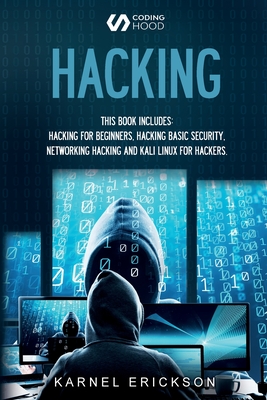 CODING
HOOD
HACKING
THIS BOOK INCLUDES:
HACKING FOR BEGINNERS, HACKING BASIC SECURITY,
NETWORKING HACKING AND KALI LINUX FOR HACKERS.
KARNEL ERICKSON